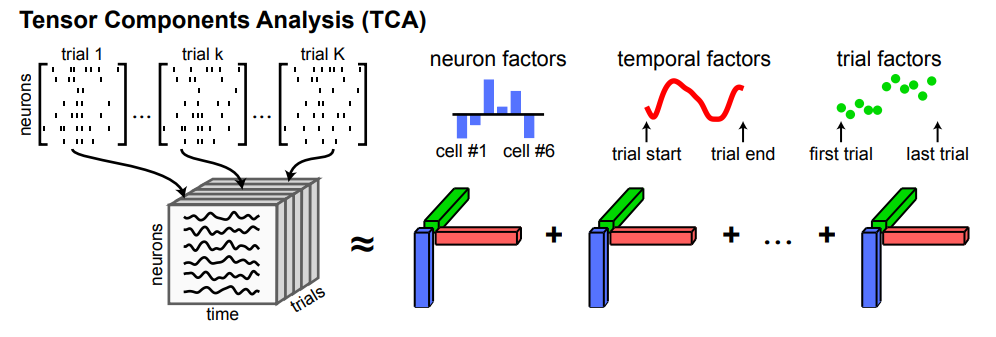 Tensor Components Analysis (TCA)
trial 1 trial k trial K
neurons
... ...
neuron factors temporal factors trial factors
cell #1 cell #6
trial start trial end
first trial last trial
neurons
time
trials
≈ + + ... +